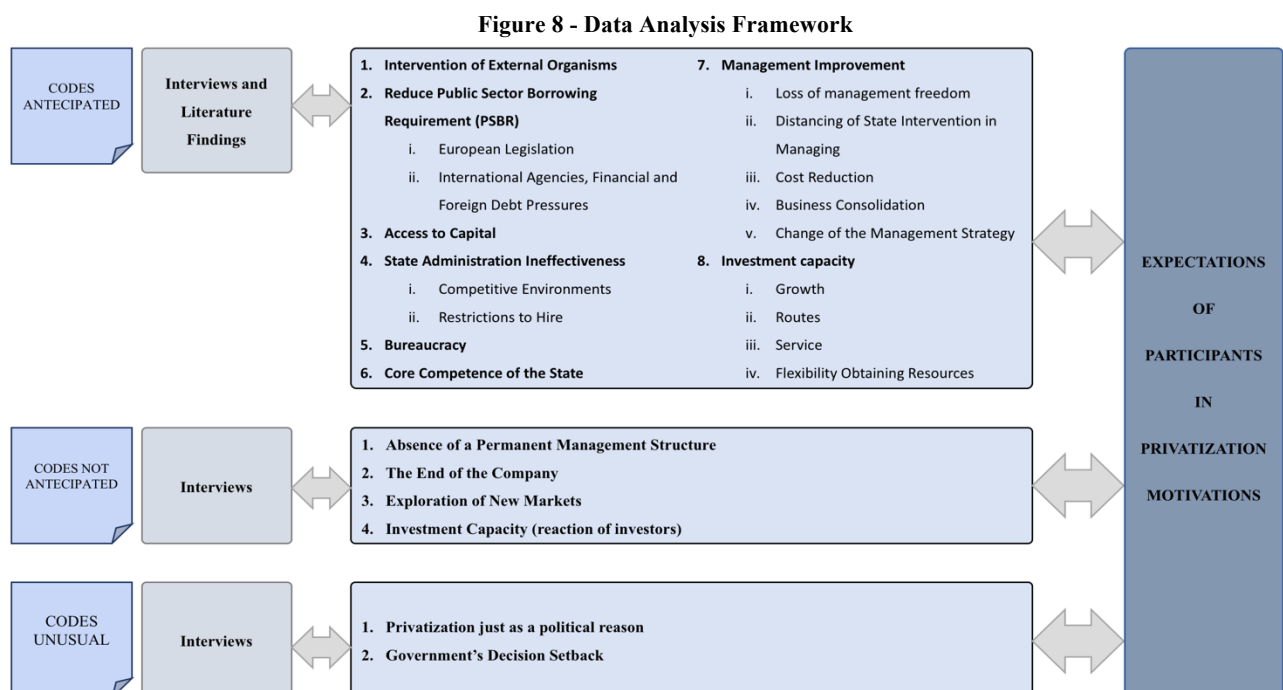 Figure 8 - Data Analysis Framework
CODES
ANTECIPATED
Interviews and
Literature
Findings
1. Intervention of External Organisms
2. Reduce Public Sector Borrowing
Requirement (PSBR)
i. European Legislation
ii. International Agencies, Financial and
Foreign Debt Pressures
3. Access to Capital
4. State Administration Ineffectiveness
i. Competitive Environments
ii. Restrictions to Hire
5. Bureaucracy
6. Core Competence of the State
7. Management Improvement
i. Loss of management freedom
ii. Distancing of State Intervention in
Managing
iii. Cost Reduction
iv. Business Consolidation
v. Change of the Management Strategy
8. Investment capacity
i. Growth
ii. Routes
iii. Service
iv. Flexibility Obtaining Resources
CODES NOT
ANTECIPATED
Interviews
1. Absence of a Permanent Management Structure
2. The End of the Company
3. Exploration of New Markets
4. Investment Capacity (reaction of investors)
CODES
UNUSUAL
Interviews
1. Privatization just as a political reason
2. Government’s Decision Setback
EXPECTATIONS
OF
PARTICIPANTS
IN
PRIVATIZATION
MOTIVATIONS